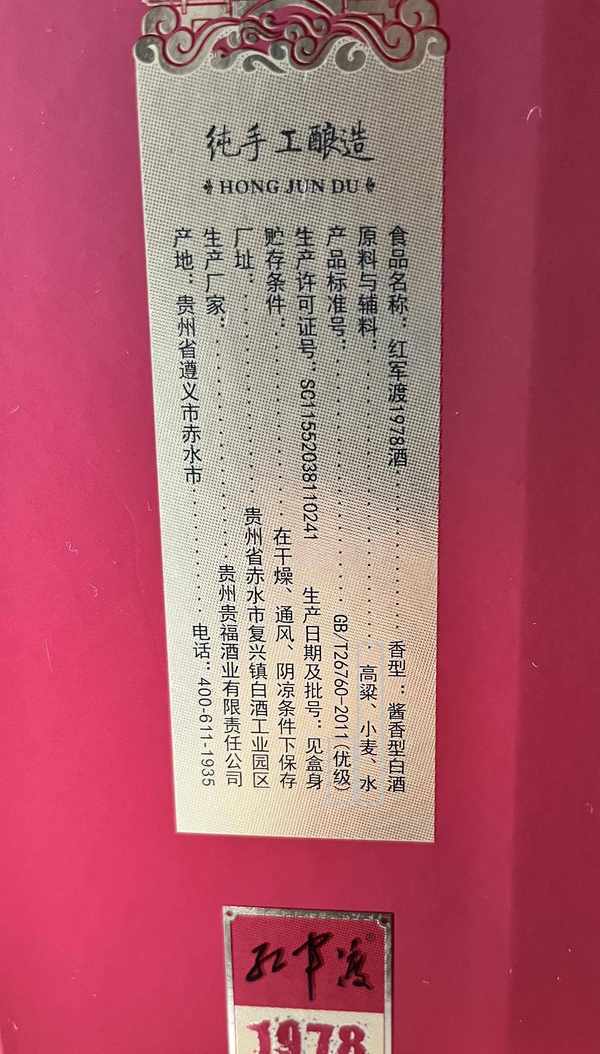 纯手工酿造
HONG JUN DU
食品名称：红军渡1978酒 香型：酱香型白酒
原料与辅料： 高粱、小麦、水
产品标准号： GB/T26760-2011(优级)
生产许可证号：SC11552038110241 生产日期及批号：见盒身
贮存条件： 在干燥、通风、阴凉条件下保存
厂址： 贵州省赤水市复兴镇白酒工业园区
生产厂家： 贵州贵福酒业有限责任公司
产地：贵州省遵义市赤水市 电话：400-611-1935
红军渡®
1978